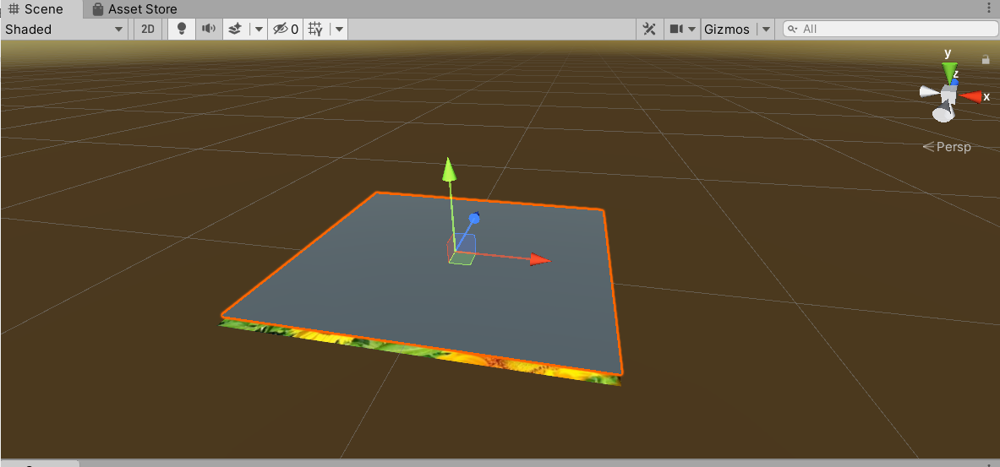 Scene Asset Store
Shaded 2D 0 Gizmos All
y
z
x
Persp